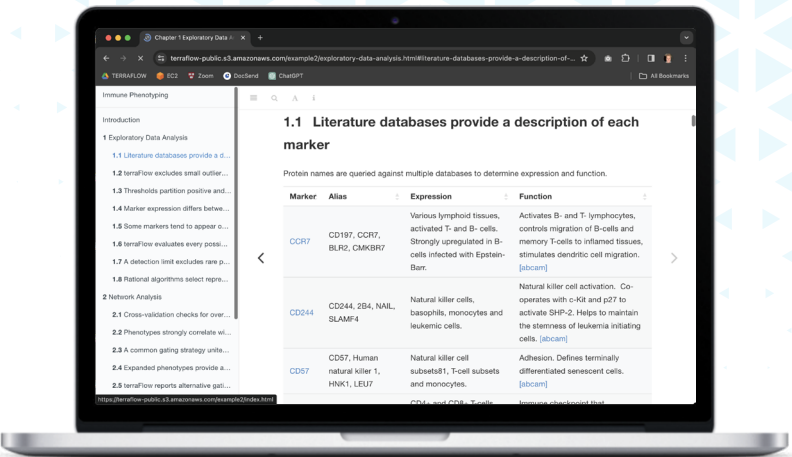 Chapter 1 Exploratory Data A
terraflow-public.s3.amazonaws.com/example2/exploratory-data-analysis.html#literature-databases-provide-a-description-of-...
TERRAFLOW
EC2
Zoom
DocSend
ChatGPT
All Bookmarks
Immune Phenotyping
Introduction
1 Exploratory Data Analysis
1.1 Literature databases provide a d...
1.2 terraFlow excludes small outlier...
1.3 Thresholds partition positive and...
1.4 Marker expression differs betwe...
1.5 Some markers tend to appear o...
1.6 terraFlow evaluates every possi...
1.7 A detection limit excludes rare p...
1.8 Rational algorithms select repre...
2 Network Analysis
2.1 Cross-validation checks for over...
2.2 Phenotypes strongly correlate wi...
2.3 A common gating strategy unite...
2.4 Expanded phenotypes provide a...
2.5 terraFlow reports alternative gati...
https://terraflow-public.s3.amazonaws.com/example2/index.html
A
i
1.1 Literature databases provide a description of each
marker
Protein names are queried against multiple databases to determine expression and function.
Marker Alias Expression Function
CCR7
CD197, CCR7,
BLR2, CMKBR7
Various lymphoid tissues,
activated T- and B- cells.
Strongly upregulated in B-
cells infected with Epstein-
Barr.
Activates B- and T- lymphocytes,
controls migration of B-cells and
memory T-cells to inflamed tissues,
stimulates dendritic cell migration.
[abcam]
CD244
CD244, 2B4, NAIL,
SLAMF4
Natural killer cells,
basophils, monocytes and
leukemic cells.
Natural killer cell activation. Co-
operates with c-Kit and p27 to
activate SHP-2. Helps to maintain
the stemness of leukemia initiating
cells. [abcam]
CD57
CD57, Human
natural killer 1,
HNK1, LEU7
Natural killer cell
subsets81, T-cell subsets
and monocytes.
Adhesion. Defines terminally
differentiated senescent cells.
[abcam]
CD4+ and CD8+ T-cells
Immune checkpoint that